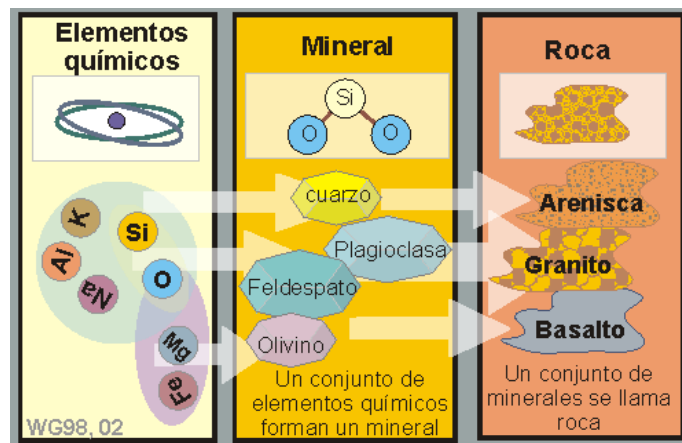 Elementos
químicos
K
Si
Al
Na
O
Mg
Fe
WG98, 02
Mineral
Si
O O
cuarzo
Plagioclasa
Feldespato
Olivino
Un conjunto de
elementos químicos
forman un mineral
Roca
Arenisca
Granito
Basalto
Un conjunto de
minerales se llama
roca